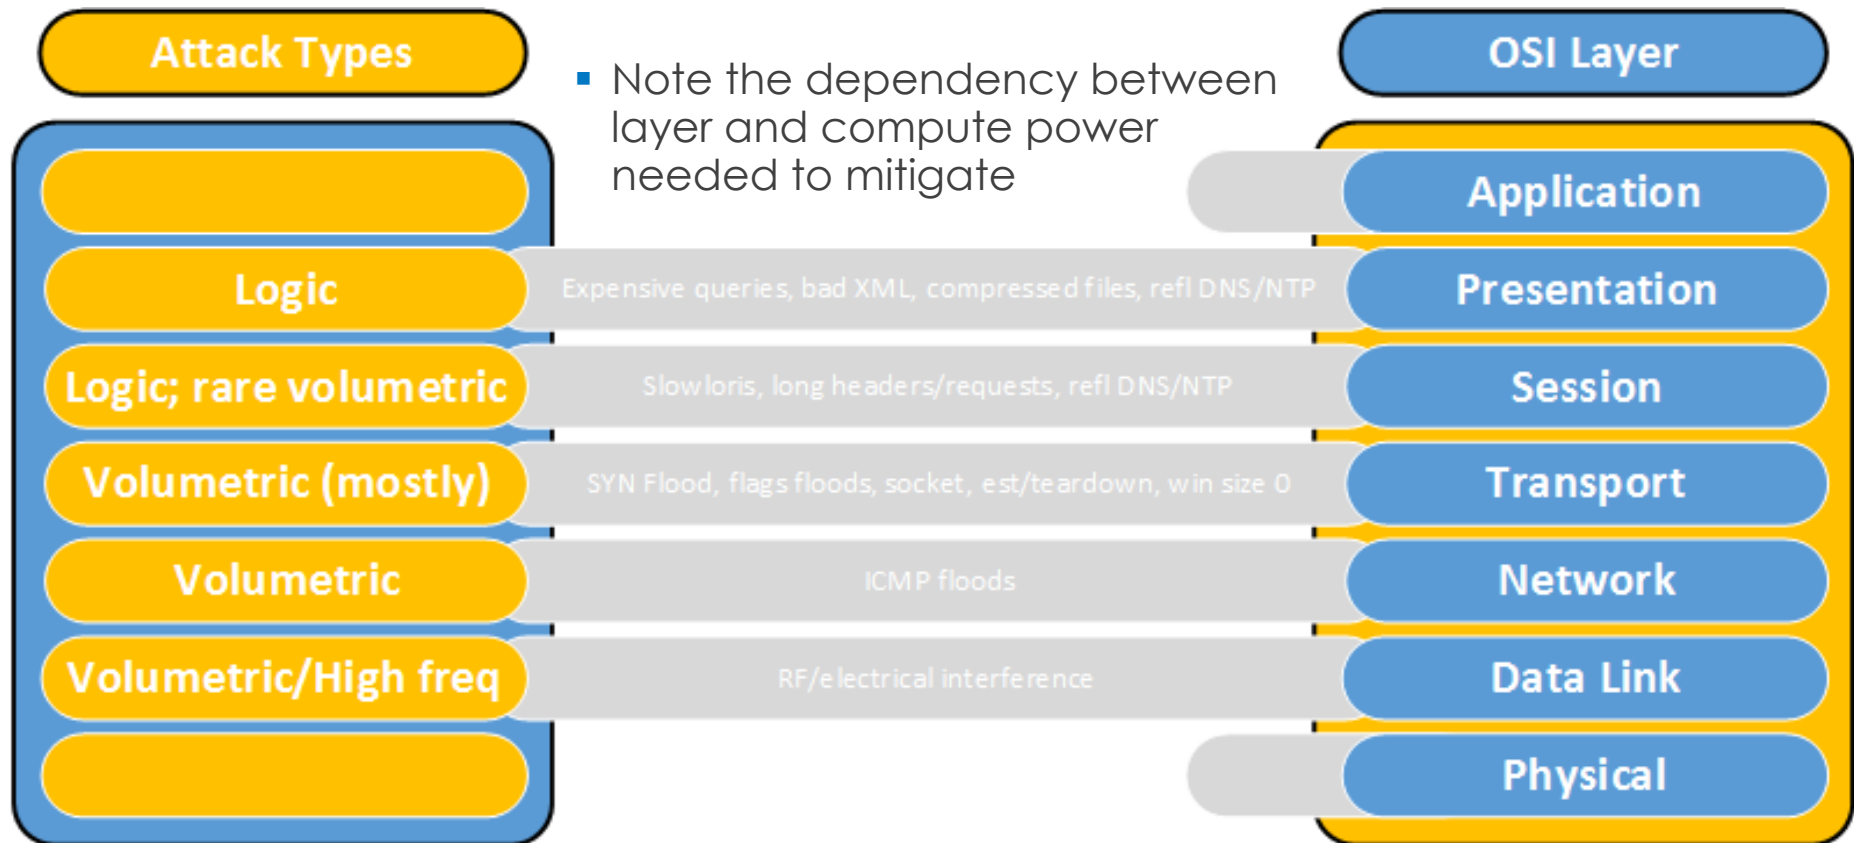 Attack Types
OSI Layer
▪ Note the dependency between
layer and compute power
needed to mitigate
Application
Logic
Expensive queries, bad XML, compressed files, refl DNS/NTP
Presentation
Logic; rare volumetric
Slowloris, long headers/requests, refl DNS/NTP
Session
Volumetric (mostly)
SYN Flood, flags floods, socket, est/teardown, win size 0
Transport
Volumetric
ICMP floods
Network
Volumetric/High freq
RF/electrical interference
Data Link
Physical